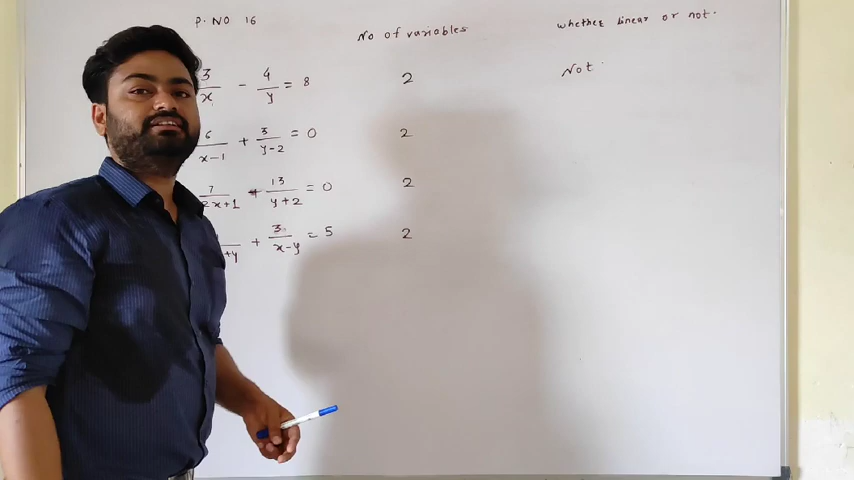 P. NO 16 No of variables whether linear or not.
3/x - 4/y = 8 2 Not.
6/x-1 + 3/y-2 = 0 2
7/2x+1 + 13/y+2 = 0 2
+y + 3/x-y = 5 2